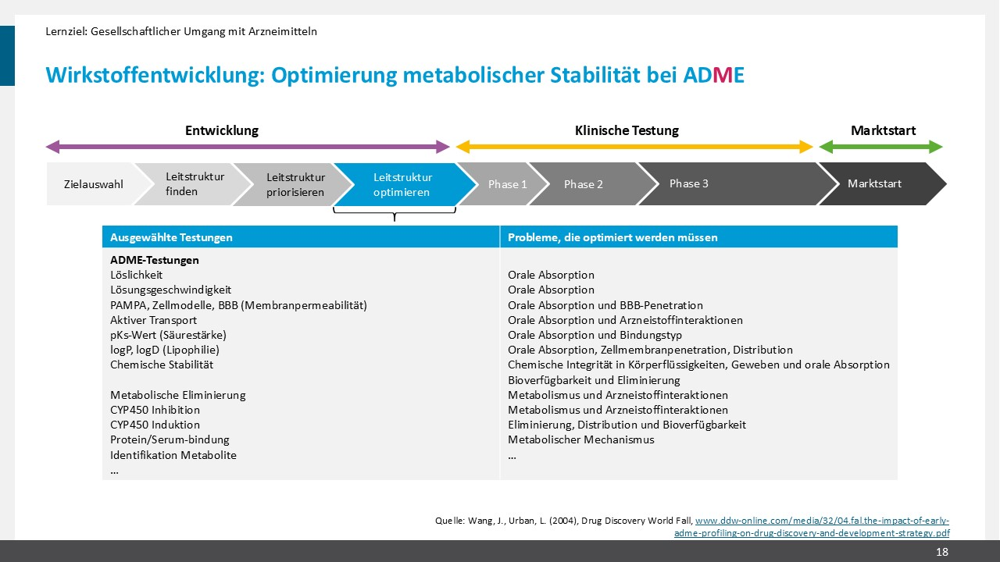 Lernziel: Gesellschaftlicher Umgang mit Arzneimitteln
Wirkstoffentwicklung: Optimierung metabolischer Stabilität bei ADME
Entwicklung
Klinische Testung
Marktstart
Zielauswahl
Leitstruktur
finden
Leitstruktur
priorisieren
Leitstruktur
optimieren
Phase 1
Phase 2
Phase 3
Marktstart
Ausgewählte Testungen
ADME-Testungen
Löslichkeit
Lösungsgeschwindigkeit
PAMPA, Zellmodelle, BBB (Membranpermeabilität)
Aktiver Transport
pKs-Wert (Säurestärke)
logP, logD (Lipophilie)
Chemische Stabilität
Metabolische Eliminierung
CYP450 Inhibition
CYP450 Induktion
Protein/Serum-bindung
Identifikation Metabolite
...
Probleme, die optimiert werden müssen
Orale Absorption
Orale Absorption
Orale Absorption und BBB-Penetration
Orale Absorption und Arzneistoffinteraktionen
Orale Absorption und Bindungstyp
Orale Absorption, Zellmembranpenetration, Distribution
Chemische Integrität in Körperflüssigkeiten, Geweben und orale Absorption
Bioverfügbarkeit und Eliminierung
Metabolismus und Arzneistoffinteraktionen
Metabolismus und Arzneistoffinteraktionen
Eliminierung, Distribution und Bioverfügbarkeit
Metabolischer Mechanismus
...
Quelle: Wang, J., Urban, L. (2004), Drug Discovery World Fall, www.ddw-online.com/media/32/04.fal.the-impact-of-early-
adme-profiling-on-drug-discovery-and-development-strategy.pdf
18